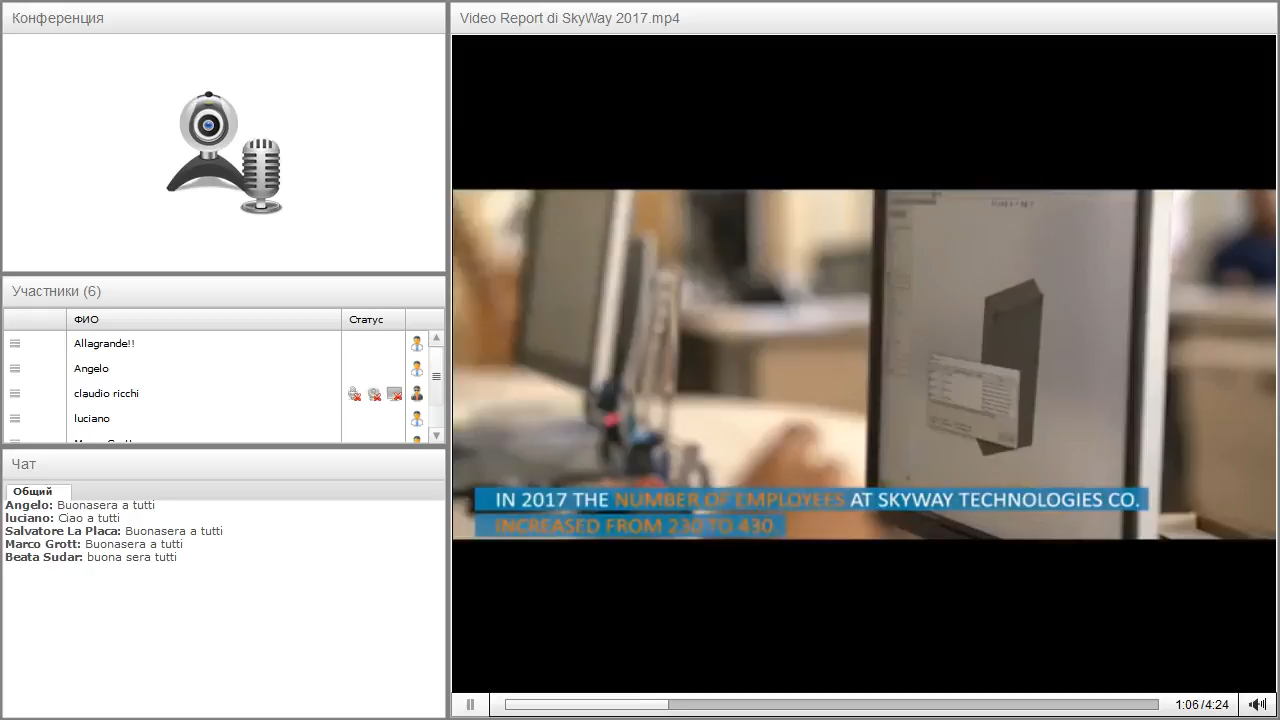 Конференция
Video Report di SkyWay 2017.mp4
Участники (6)
ФИО
Статус
Allagrande!!
Angelo
claudio ricchi
luciano
Чат
Общий
Angelo: Buonasera a tutti
luciano: Ciao a tutti
Salvatore La Placa: Buonasera a tutti
Marco Grott: Buonasera a tutti
Beata Sudar: buona sera tutti
IN 2017 THE NUMBER OF EMPLOYEES AT SKYWAY TECHNOLOGIES CO.
INCREASED FROM 230 TO 430
1:06/4:24